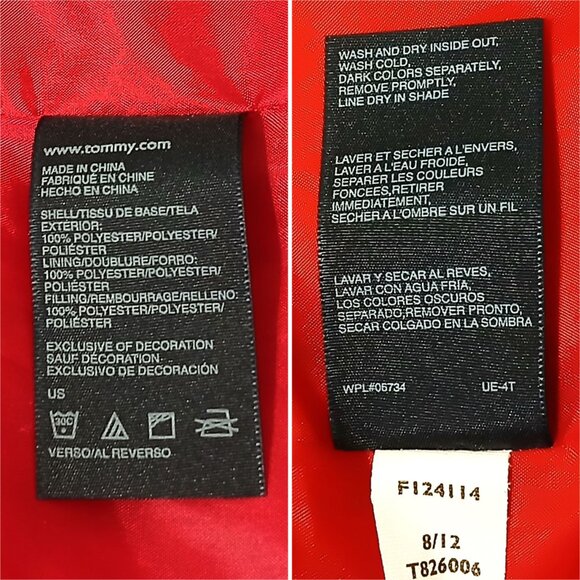 www.tommy.com
MADE IN CHINA
FABRIQUÉ EN CHINE
HECHO EN CHINA
SHELL/TISSU DE BASE/TELA
EXTERIOR:
100% POLYESTER/POLYESTER/
POLIÉSTER
LINING/DOUBLURE/FORRO:
100% POLYESTER/POLYESTER/
POLIÉSTER
FILLING/REMBOURRAGE/RELLENO:
100% POLYESTER/POLYESTER/
POLIÉSTER
EXCLUSIVE OF DECORATION
SAUF DÉCORATION
EXCLUSIVO DE DECORACIÓN
US
30C
VERSO/AL REVERSO
WASH AND DRY INSIDE OUT,
WASH COLD,
DARK COLORS SEPARATELY,
REMOVE PROMPTLY,
LINE DRY IN SHADE
LAVER ET SECHER A L'ENVERS,
LAVER A L'EAU FROIDE,
SEPARER LES COULEURS
FONCEES,RETIRER
IMMEDIATEMENT,
SECHER A L'OMBRE SUR UN FIL
LAVAR Y SECAR AL REVES,
LAVAR CON AGUA FRIA,
LOS COLORES OSCUROS
SEPARADO,REMOVER PRONTO,
SECAR COLGADO EN LA SOMBRA
WPL#05734 UE-4T
F124114
8/12
T826006